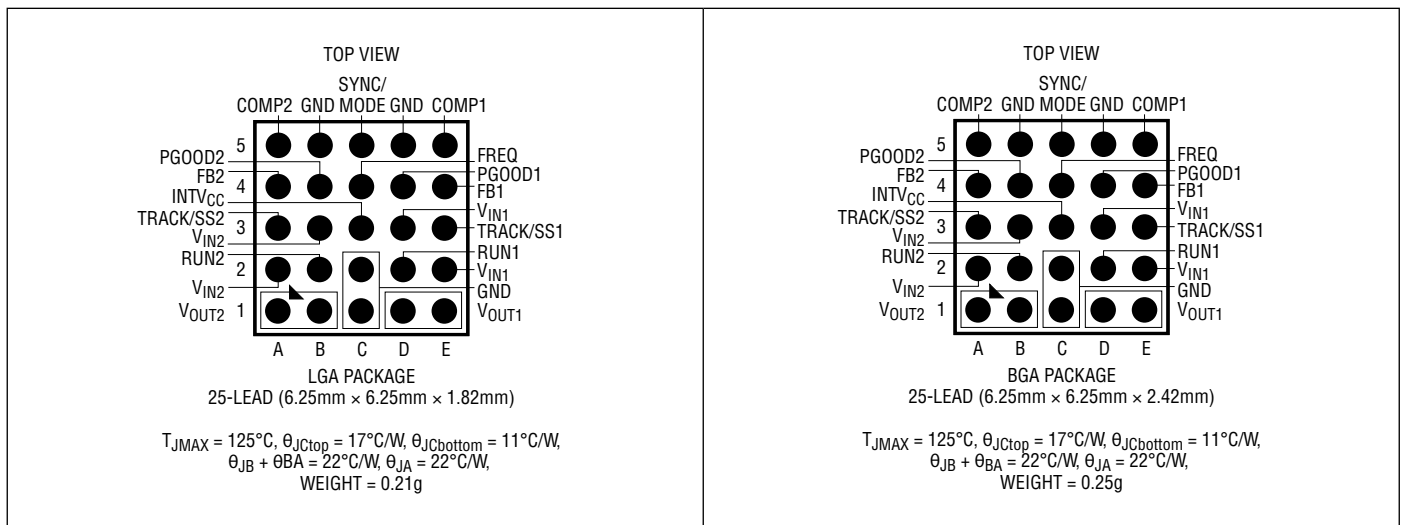 TOP VIEW
SYNC/
COMP2 GND MODE GND COMP1
5
PGOOD2
FREQ
PGOOD1
FB2
4
FB1
INTVCC
VIN1
TRACK/SS2
3
TRACK/SS1
VIN2
RUN1
RUN2
2
VIN1
VIN2
GND
VOUT2 1
VOUT1
A B C D E
LGA PACKAGE
25-LEAD (6.25mm × 6.25mm × 1.82mm)
TJMAX = 125°C, θJCtop = 17°C/W, θJCbottom = 11°C/W,
θJB + θBA = 22°C/W, θJA = 22°C/W,
WEIGHT = 0.21g
TOP VIEW
SYNC/
COMP2 GND MODE GND COMP1
5
PGOOD2
FREQ
PGOOD1
FB2
4
FB1
INTVCC
VIN1
TRACK/SS2
3
TRACK/SS1
VIN2
RUN1
RUN2
2
VIN1
VIN2
GND
VOUT2 1
VOUT1
A B C D E
BGA PACKAGE
25-LEAD (6.25mm × 6.25mm × 2.42mm)
TJMAX = 125°C, θJCtop = 17°C/W, θJCbottom = 11°C/W,
θJB + θBA = 22°C/W, θJA = 22°C/W,
WEIGHT = 0.25g